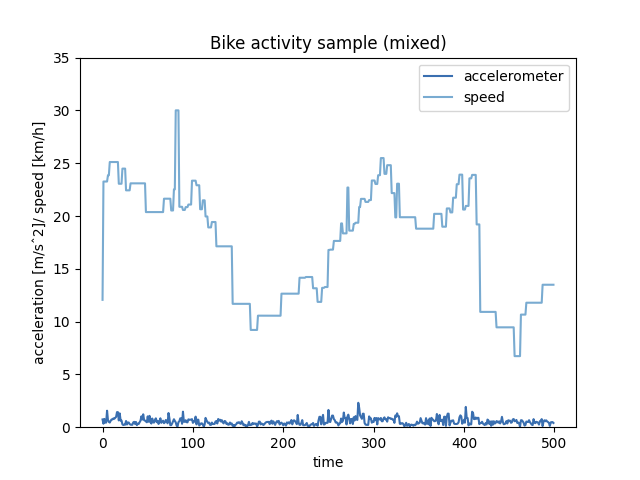 Bike activity sample (mixed)
accelerometer
speed
35
30
25
20
15
10
5
0
acceleration [m/s^2]/ speed [km/h]
0 100 200 300 400 500
time